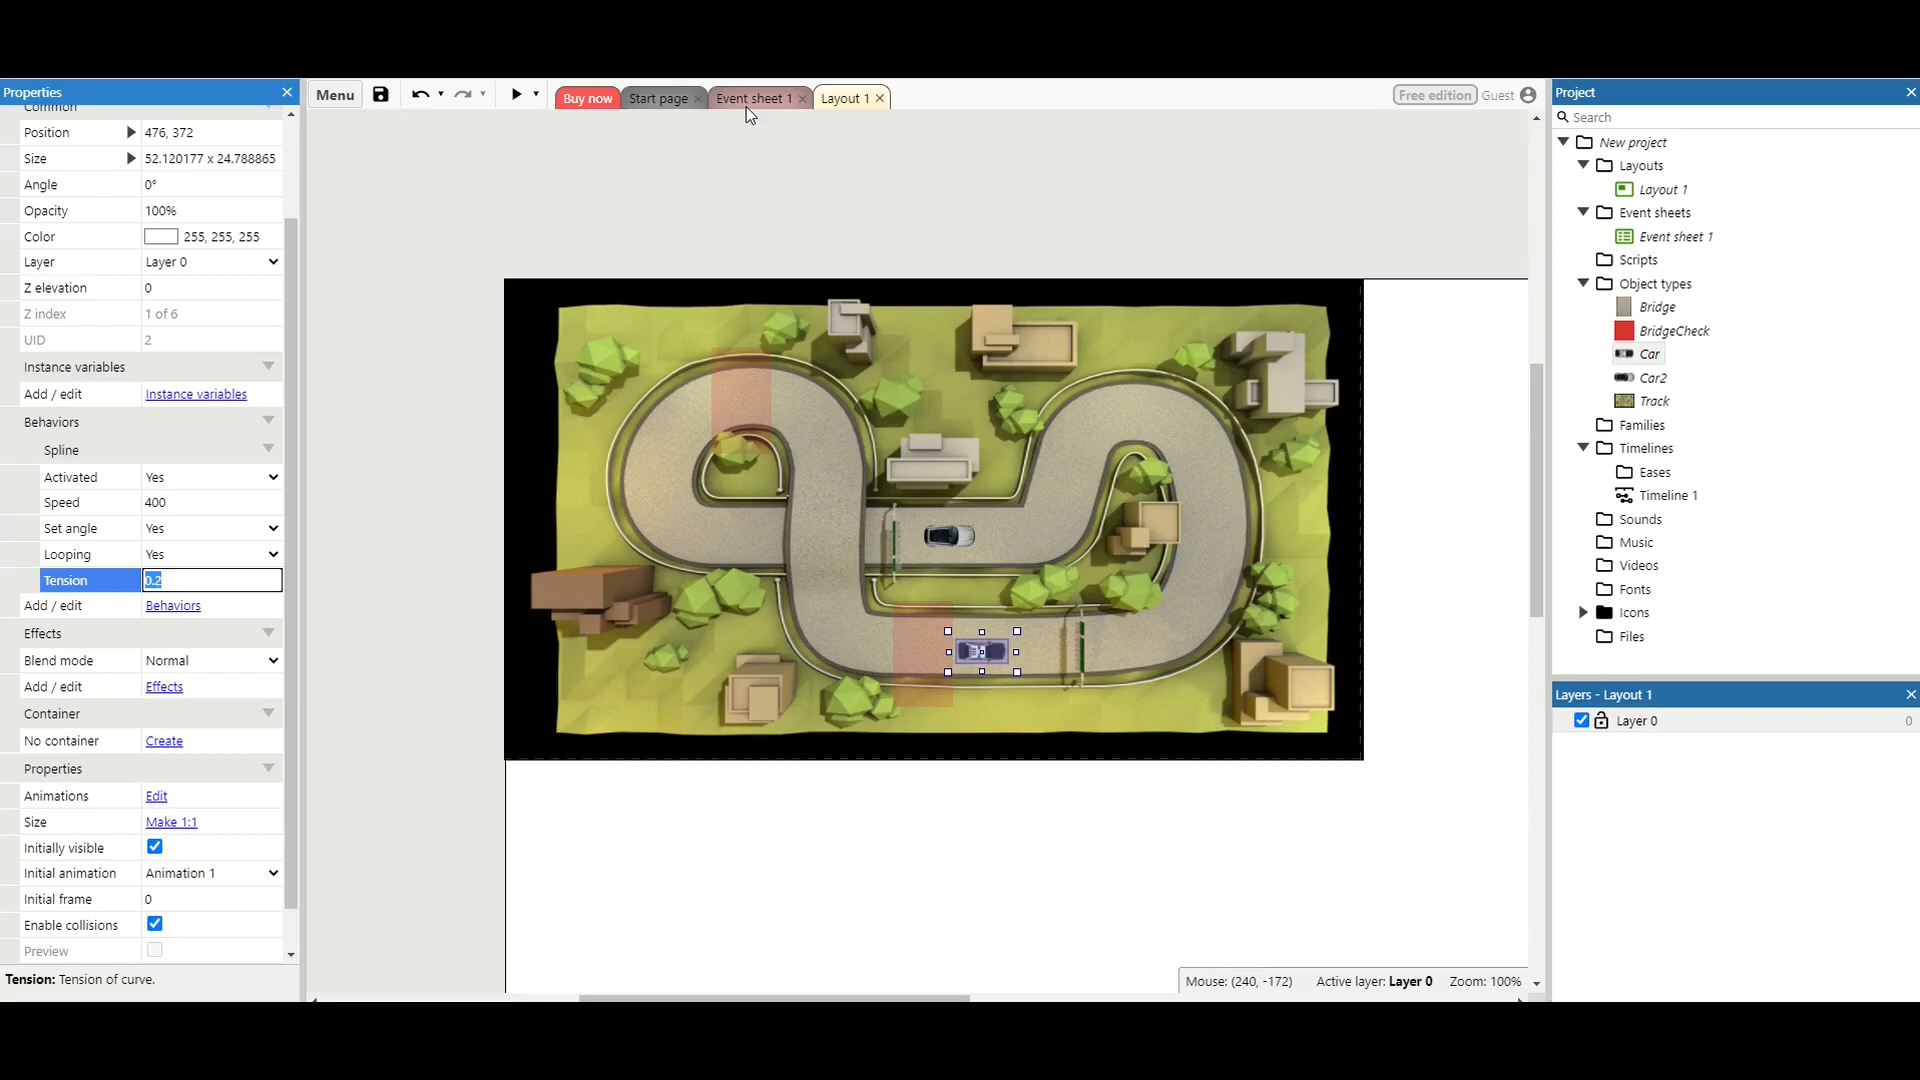 Properties
Common
Position 476, 372
Size 52.120177 x 24.788865
Angle 0°
Opacity 100%
Color 255, 255, 255
Layer Layer 0
Z elevation 0
Z index 1 of 6
UID 2
Instance variables
Add / edit Instance variables
Behaviors
Spline
Activated Yes
Speed 400
Set angle Yes
Looping Yes
Tension 0.2
Add / edit Behaviors
Effects
Blend mode Normal
Add / edit Effects
Container
No container Create
Properties
Animations Edit
Size Make 1:1
Initially visible
Initial animation Animation 1
Initial frame 0
Enable collisions
Preview
Tension: Tension of curve.
Menu
Buy now Start page Event sheet 1 Layout 1
Free edition Guest
Mouse: (240, -172) Active layer: Layer 0 Zoom: 100%
Project
Search
New project
Layouts
Layout 1
Event sheets
Event sheet 1
Scripts
Object types
Bridge
BridgeCheck
Car
Car2
Track
Families
Timelines
Eases
Timeline 1
Sounds
Music
Videos
Fonts
Icons
Files
Layers - Layout 1
Layer 0 0